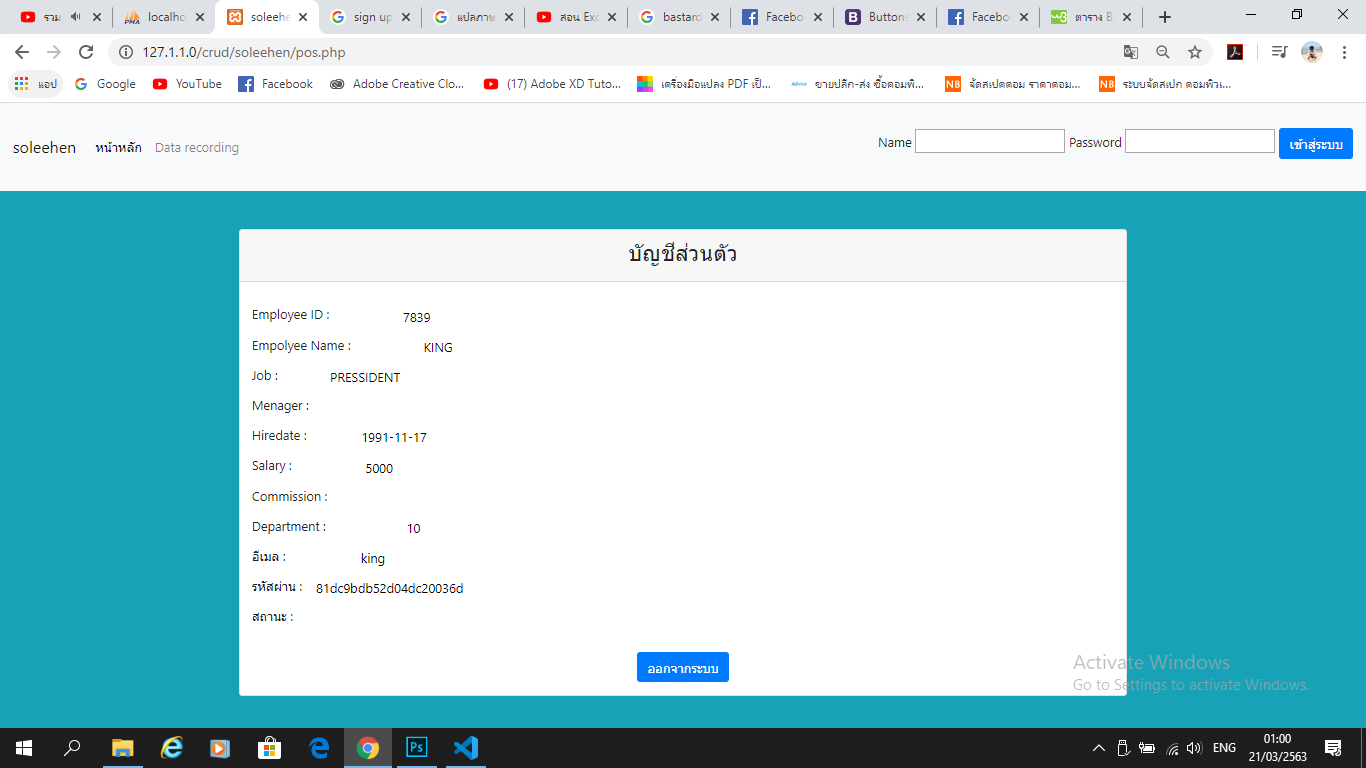 รวม
localho
soleehe
sign up
แปลภาษ
สอน Exc
bastard
Facebo
Button
Facebo
ตาราง B
127.1.1.0/crud/soleehen/pos.php
แอป Google YouTube Facebook Adobe Creative Clo... (17) Adobe XD Tuto... เครื่องมือแปลง PDF เป็... ขายปลีก-ส่ง ซื้อคอมพิ... จัดสเปคคอม ราคาคอม... ระบบจัดสเปก คอมพิวเ...
soleehen หน้าหลัก Data recording Name Password เข้าสู่ระบบ
บัญชีส่วนตัว
Employee ID : 7839
Empolyee Name : KING
Job : PRESSIDENT
Menager :
Hiredate : 1991-11-17
Salary : 5000
Commission :
Department : 10
อีเมล : king
รหัสผ่าน : 81dc9bdb52d04dc20036d
สถานะ :
ออกจากระบบ
Activate Windows
Go to Settings to activate Windows.
ENG
01:00
21/03/2563